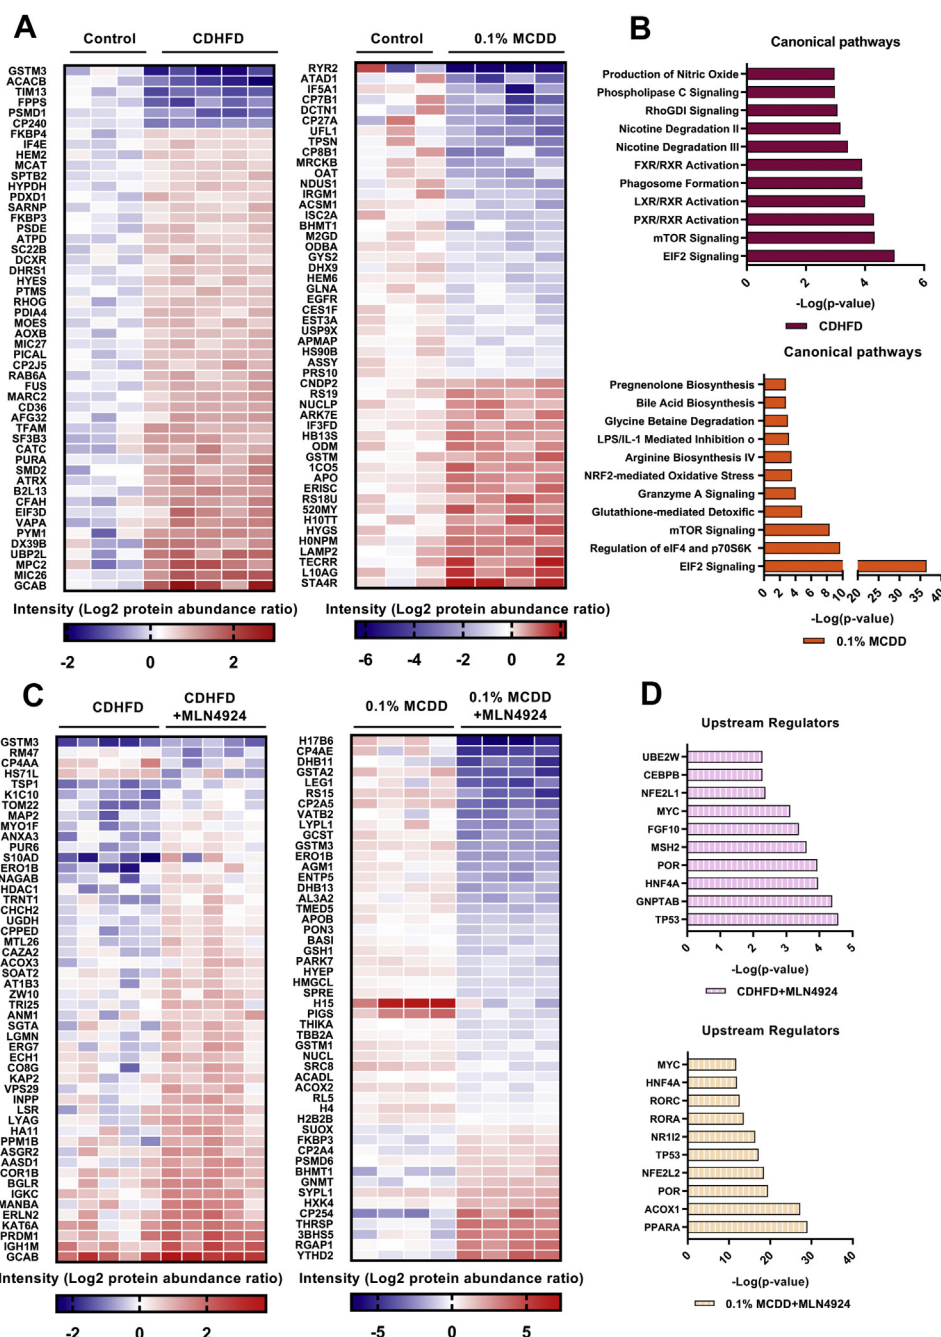 A
Control
CDHFD
GSTM3
ACACB
TIM13
FPPS
PSMD1
CP240
FKBP4
IF4E
HEM2
MCAT
SPTB2
HYPDH
PDXD1
SARNP
FKBP3
PSDE
ATPD
SC22B
DCXR
DHRS1
HYES
PTMS
RHOG
PDIA4
MOES
AOXB
MIC27
PICAL
CP2J5
RAB6A
FUS
MARC2
CD36
AFG32
TFAM
SF3B3
CATC
PURA
SMD2
ATRX
B2L13
CFAH
EIF3D
VAPA
PYM1
DX39B
UBP2L
MPC2
MIC26
GCAB
Intensity (Log2 protein abundance ratio)
-2 0 2
Control
0.1% MCDD
RYR2
ATAD1
IF5A1
CP7B1
DCTN1
CP27A
UFL1
TPSN
CP8B1
MRCKB
OAT
NDUS1
IRGM1
ACSM1
ISC2A
BHMT1
M2GD
ODBA
GYS2
DHX9
HEM6
GLNA
EGFR
CES1F
EST3A
USP9X
APMAP
HS90B
ASSY
PRS10
CNDP2
RS19
NUCLP
ARK7E
IF3FD
HB13S
ODM
GSTM
1CO5
APO
ERISC
RS18U
520MY
H10TT
HYGS
H0NPM
LAMP2
TECRR
L10AG
STA4R
Intensity (Log2 protein abundance ratio)
-6 -4 -2 0 2
B
Canonical pathways
Production of Nitric Oxide
Phospholipase C Signaling
RhoGDI Signaling
Nicotine Degradation II
Nicotine Degradation III
FXR/RXR Activation
Phagosome Formation
LXR/RXR Activation
PXR/RXR Activation
mTOR Signaling
EIF2 Signaling
0 2 4 6
-Log(p-value)
CDHFD
Canonical pathways
Pregnenolone Biosynthesis
Bile Acid Biosynthesis
Glycine Betaine Degradation
LPS/IL-1 Mediated Inhibition o
Arginine Biosynthesis IV
NRF2-mediated Oxidative Stress
Granzyme A Signaling
Glutathione-mediated Detoxific
mTOR Signaling
Regulation of eIF4 and p70S6K
EIF2 Signaling
0 2 4 6 8 10 20 25 30 35 40
-Log(p-value)
0.1% MCDD
C
CDHFD
CDHFD
+MLN4924
GSTM3
RM47
CP4AA
HS71L
TSP1
K1C10
TOM22
MAP2
MYO1F
ANXA3
PUR6
S10AD
ERO1B
NAGAB
HDAC1
TRNT1
CHCH2
UGDH
CPPED
MTL26
CAZA2
ACOX3
SOAT2
AT1B3
ZW10
TRI25
ANM1
SGTA
LGMN
ERG7
ECH1
CO8G
KAP2
VPS29
INPP
LSR
LYAG
HA11
PPM1B
ASGR2
AASD1
COR1B
BGLR
IGKC
MANBA
ERLN2
KAT6A
PRDM1
IGH1M
GCAB
Intensity (Log2 protein abundance ratio)
-2 0 2
0.1% MCDD
0.1% MCDD
+MLN4924
H17B6
CP4AE
DHB11
GSTA2
LEG1
RS15
CP2A5
VATB2
LYPL1
GCST
GSTM3
ERO1B
AGM1
ENTP5
DHB13
AL3A2
TMED5
APOB
PON3
BASI
GSH1
PARK7
HYEP
HMGCL
SPRE
H15
PIGS
THIKA
TBB2A
GSTM1
NUCL
SRC8
ACADL
ACOX2
RL5
H4
H2B2B
SUOX
FKBP3
CP2A4
PSMD6
BHMT1
GNMT
SYPL1
HXK4
CP254
THRSP
3BHS5
RGAP1
YTHD2
Intensity (Log2 protein abundance ratio)
-5 0 5
D
Upstream Regulators
UBE2W
CEBPB
NFE2L1
MYC
FGF10
MSH2
POR
HNF4A
GNPTAB
TP53
0 1 2 3 4 5
-Log(p-value)
CDHFD+MLN4924
Upstream Regulators
MYC
HNF4A
RORC
RORA
NR1I2
TP53
NFE2L2
POR
ACOX1
PPARA
0 10 20 30 40
-Log(p-value)
0.1% MCDD+MLN4924